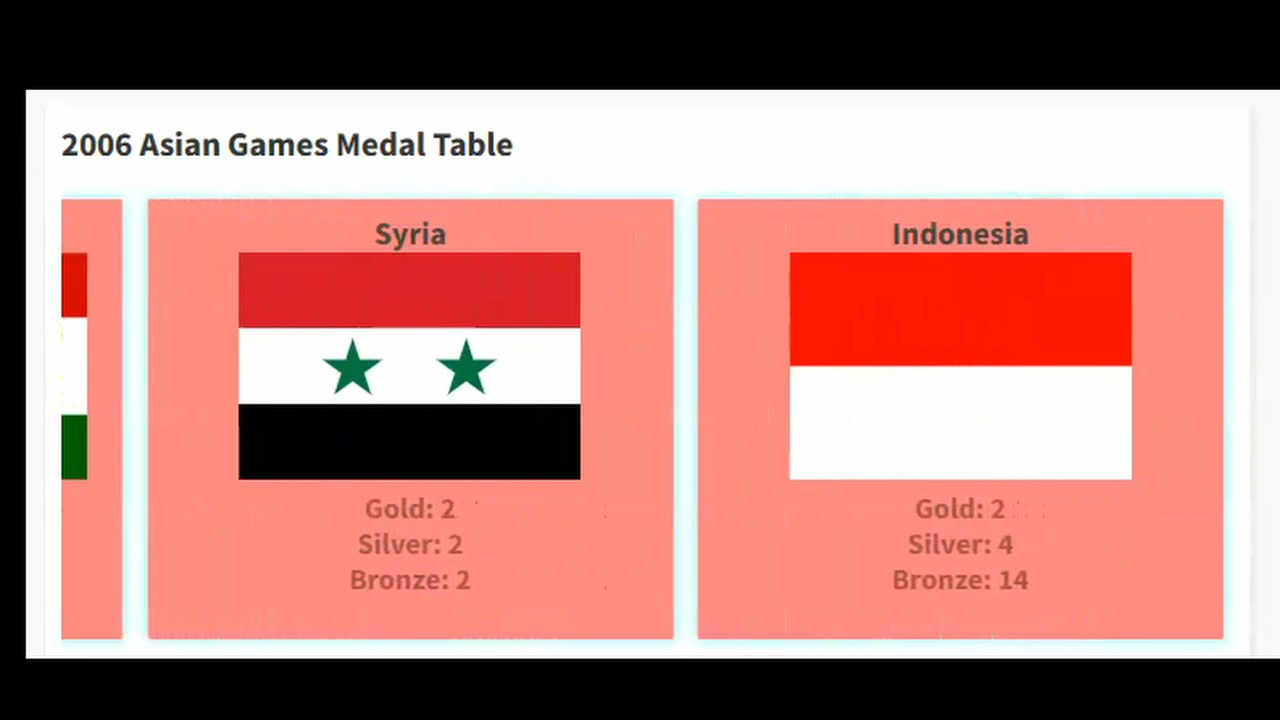 2006 Asian Games Medal Table
Syria
Gold: 2
Silver: 2
Bronze: 2
Indonesia
Gold: 2
Silver: 4
Bronze: 14